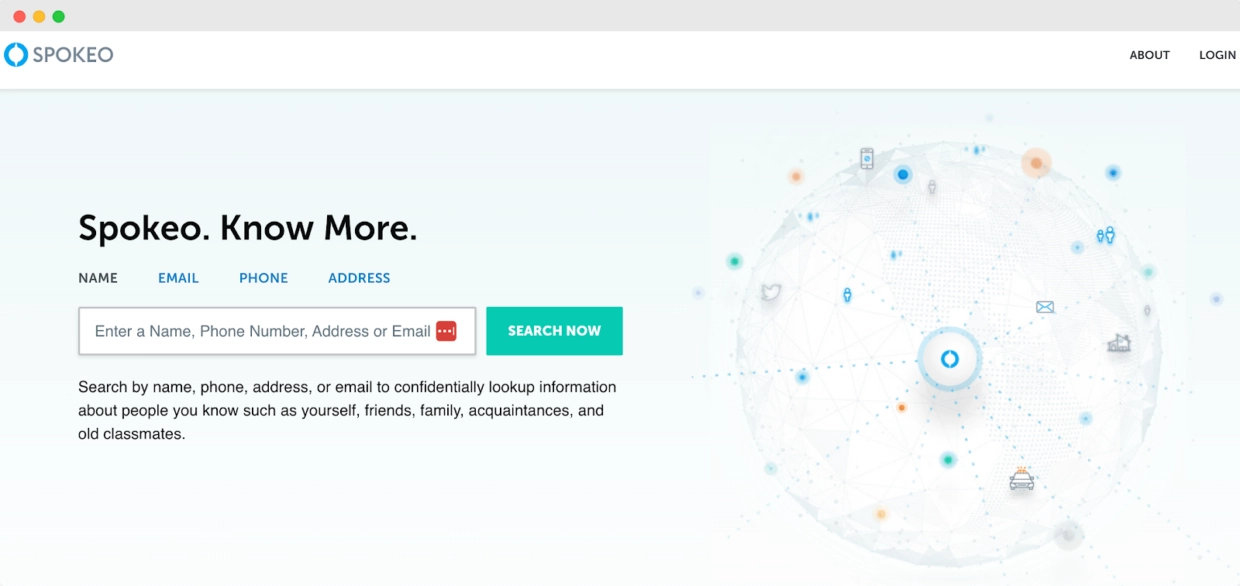 SPOKEO
ABOUT LOGIN
Spokeo. Know More.
NAME EMAIL PHONE ADDRESS
Enter a Name, Phone Number, Address or Email
SEARCH NOW
Search by name, phone, address, or email to confidentially lookup information
about people you know such as yourself, friends, family, acquaintances, and
old classmates.